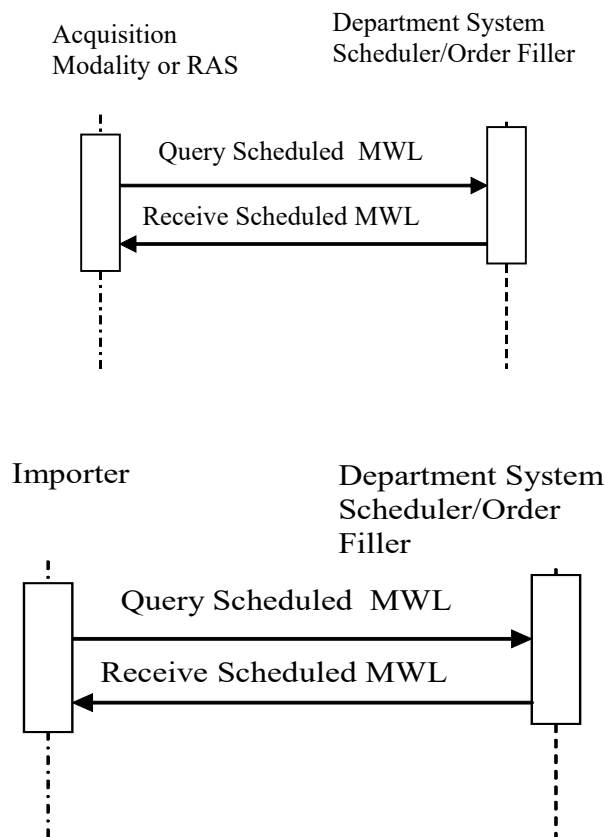 Acquisition
Modality or RAS
Department System
Scheduler/Order Filler
Query Scheduled MWL
Receive Scheduled MWL
Importer
Department System
Scheduler/Order
Filler
Query Scheduled MWL
Receive Scheduled MWL